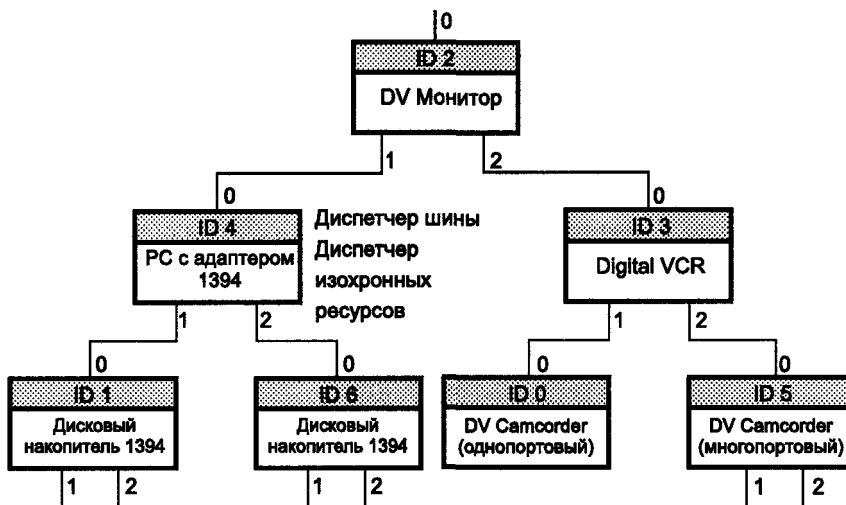 0
ID 2
DV Монитор
1
2
0
0
ID 4
PC с адаптером
1394
Диспетчер шины
Диспетчер
изохронных
ресурсов
ID 3
Digital VCR
1
2
1
2
0
0
0
0
ID 1
Дисковый
накопитель 1394
ID 6
Дисковый
накопитель 1394
ID 0
DV Camcorder
(однопортовый)
ID 5
DV Camcorder
(многопортовый)
1
2
1
2
1
2